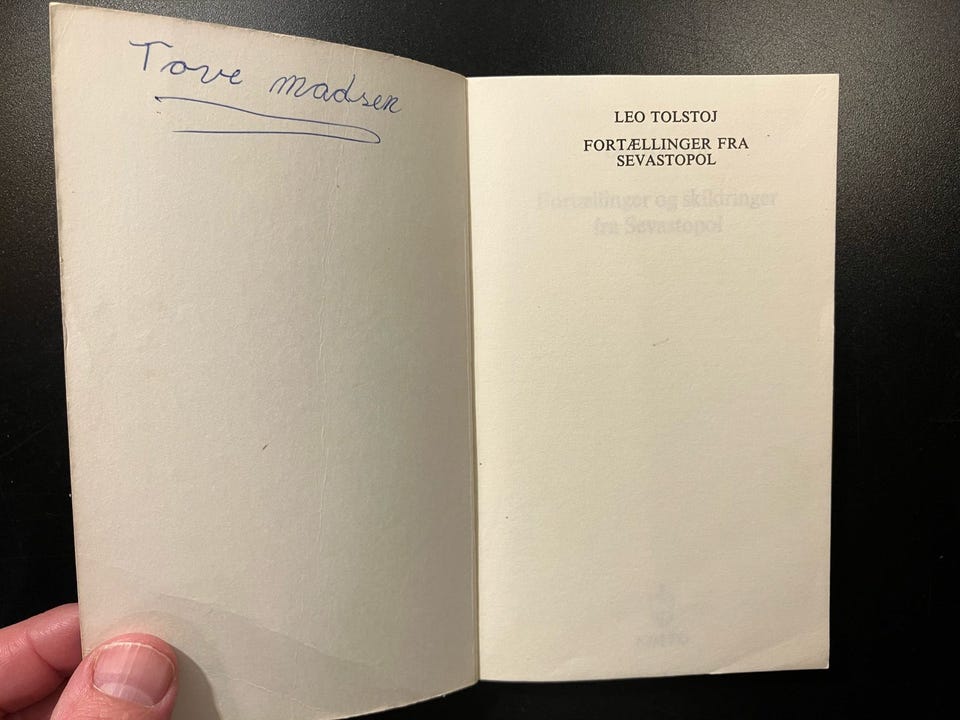 Tove Madsen
LEO TOLSTOJ
FORTÆLLINGER FRA
SEVASTOPOL
Fortællinger og skildringer
fra Sevastopol